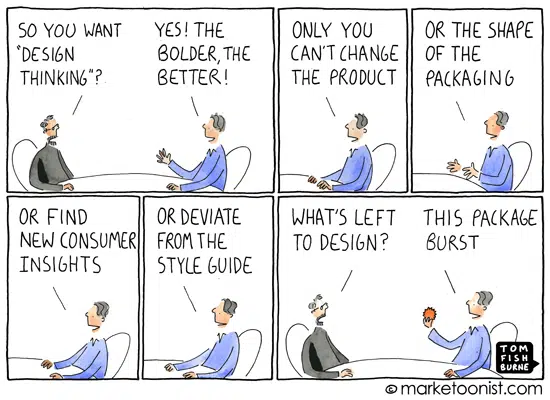 SO YOU WANT
"DESIGN
THINKING"?
YES! THE
BOLDER, THE
BETTER!
ONLY YOU
CAN'T CHANGE
THE PRODUCT
OR THE SHAPE
OF THE
PACKAGING
OR FIND
NEW CONSUMER
INSIGHTS
OR DEVIATE
FROM THE
STYLE GUIDE
WHAT'S LEFT
TO DESIGN?
THIS PACKAGE
BURST
TOM
FISH
BURNE
© marketoonist.com